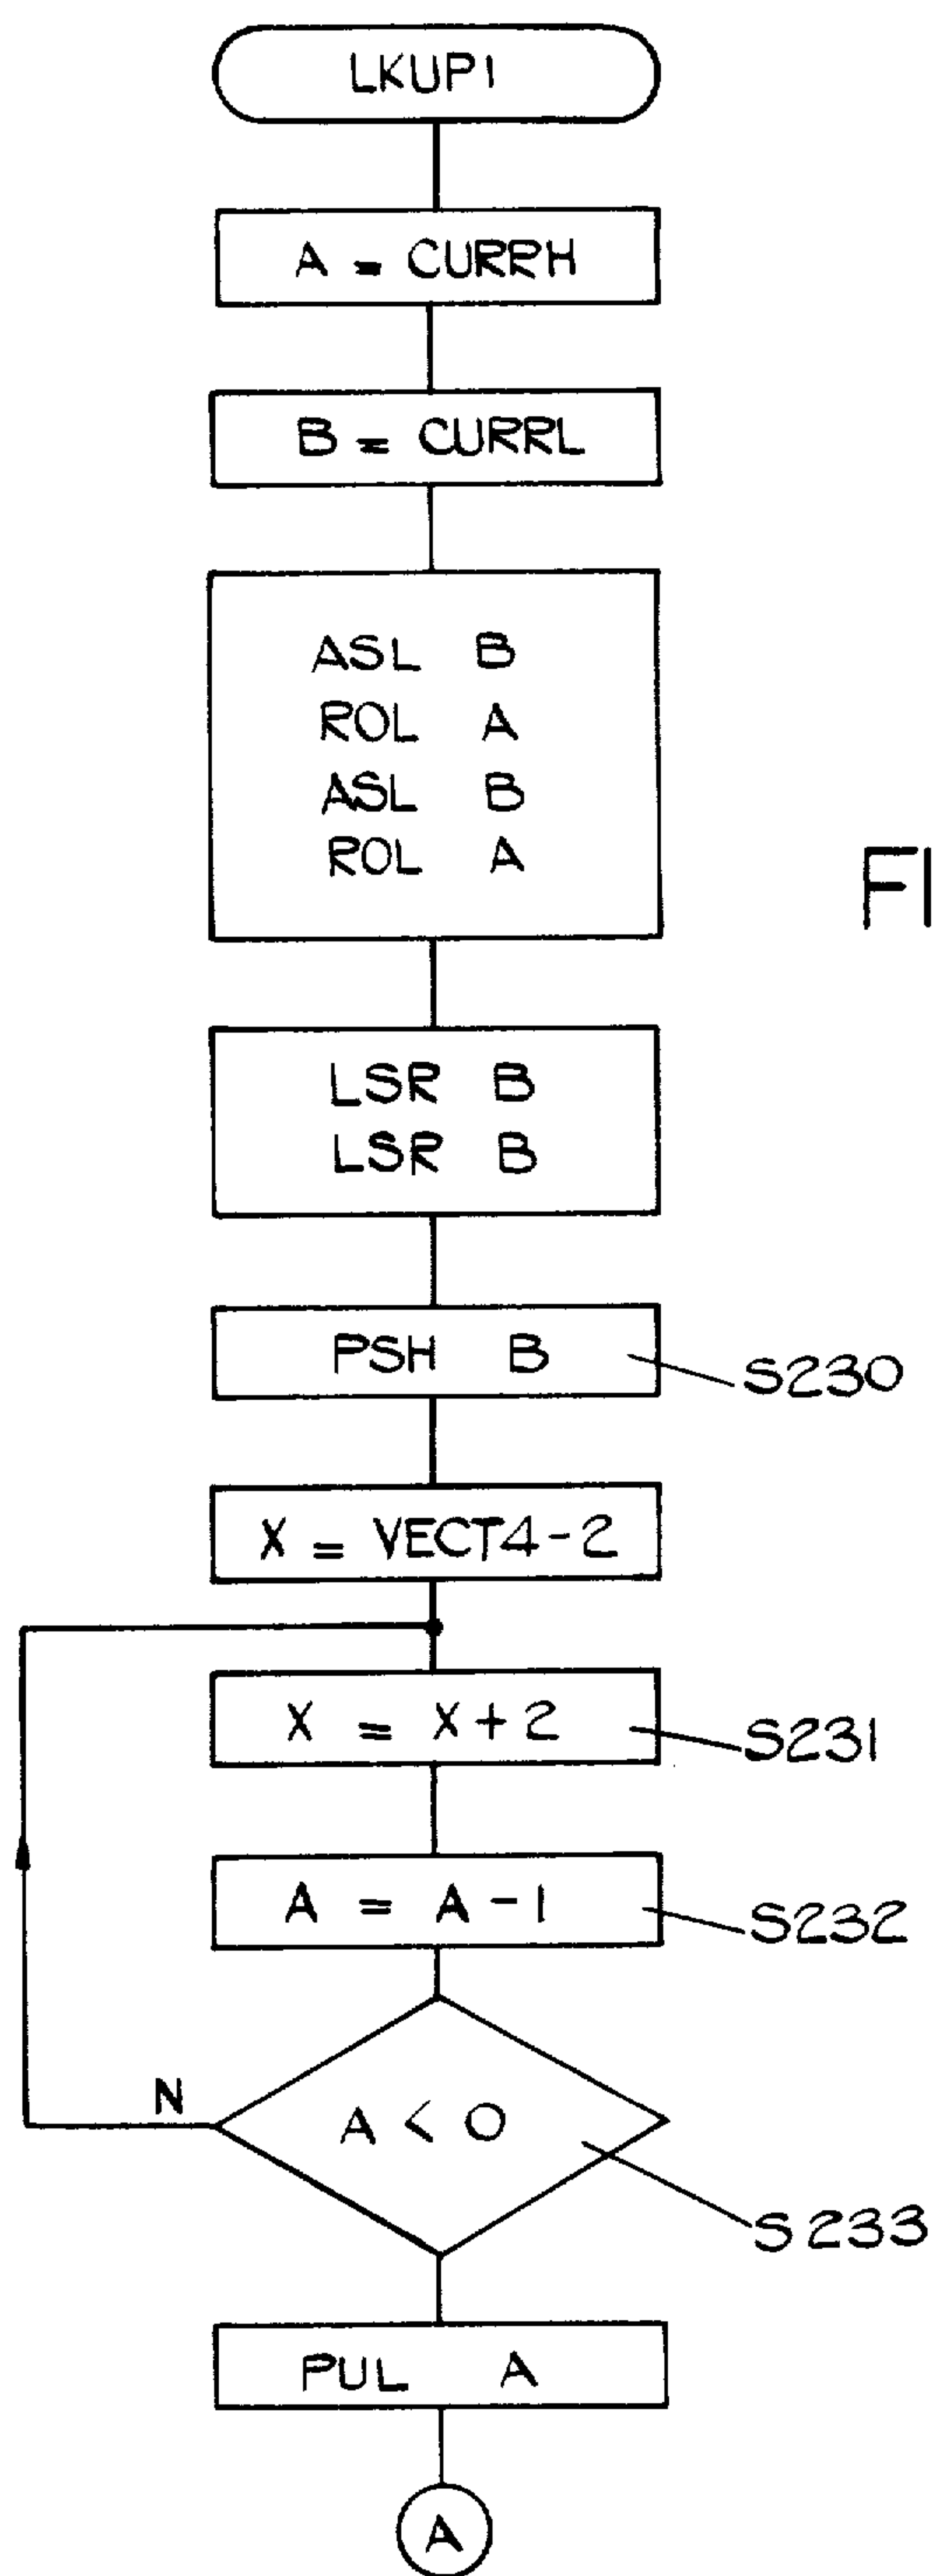 LKUP1
A = CURRH
B = CURRL
ASL B
ROL A
ASL B
ROL A
FI
LSR B
LSR B
PSH B
S230
X = VECT4-2
X = X+2
S231
A = A-1
S232
N
A < 0
S233
PUL A
A